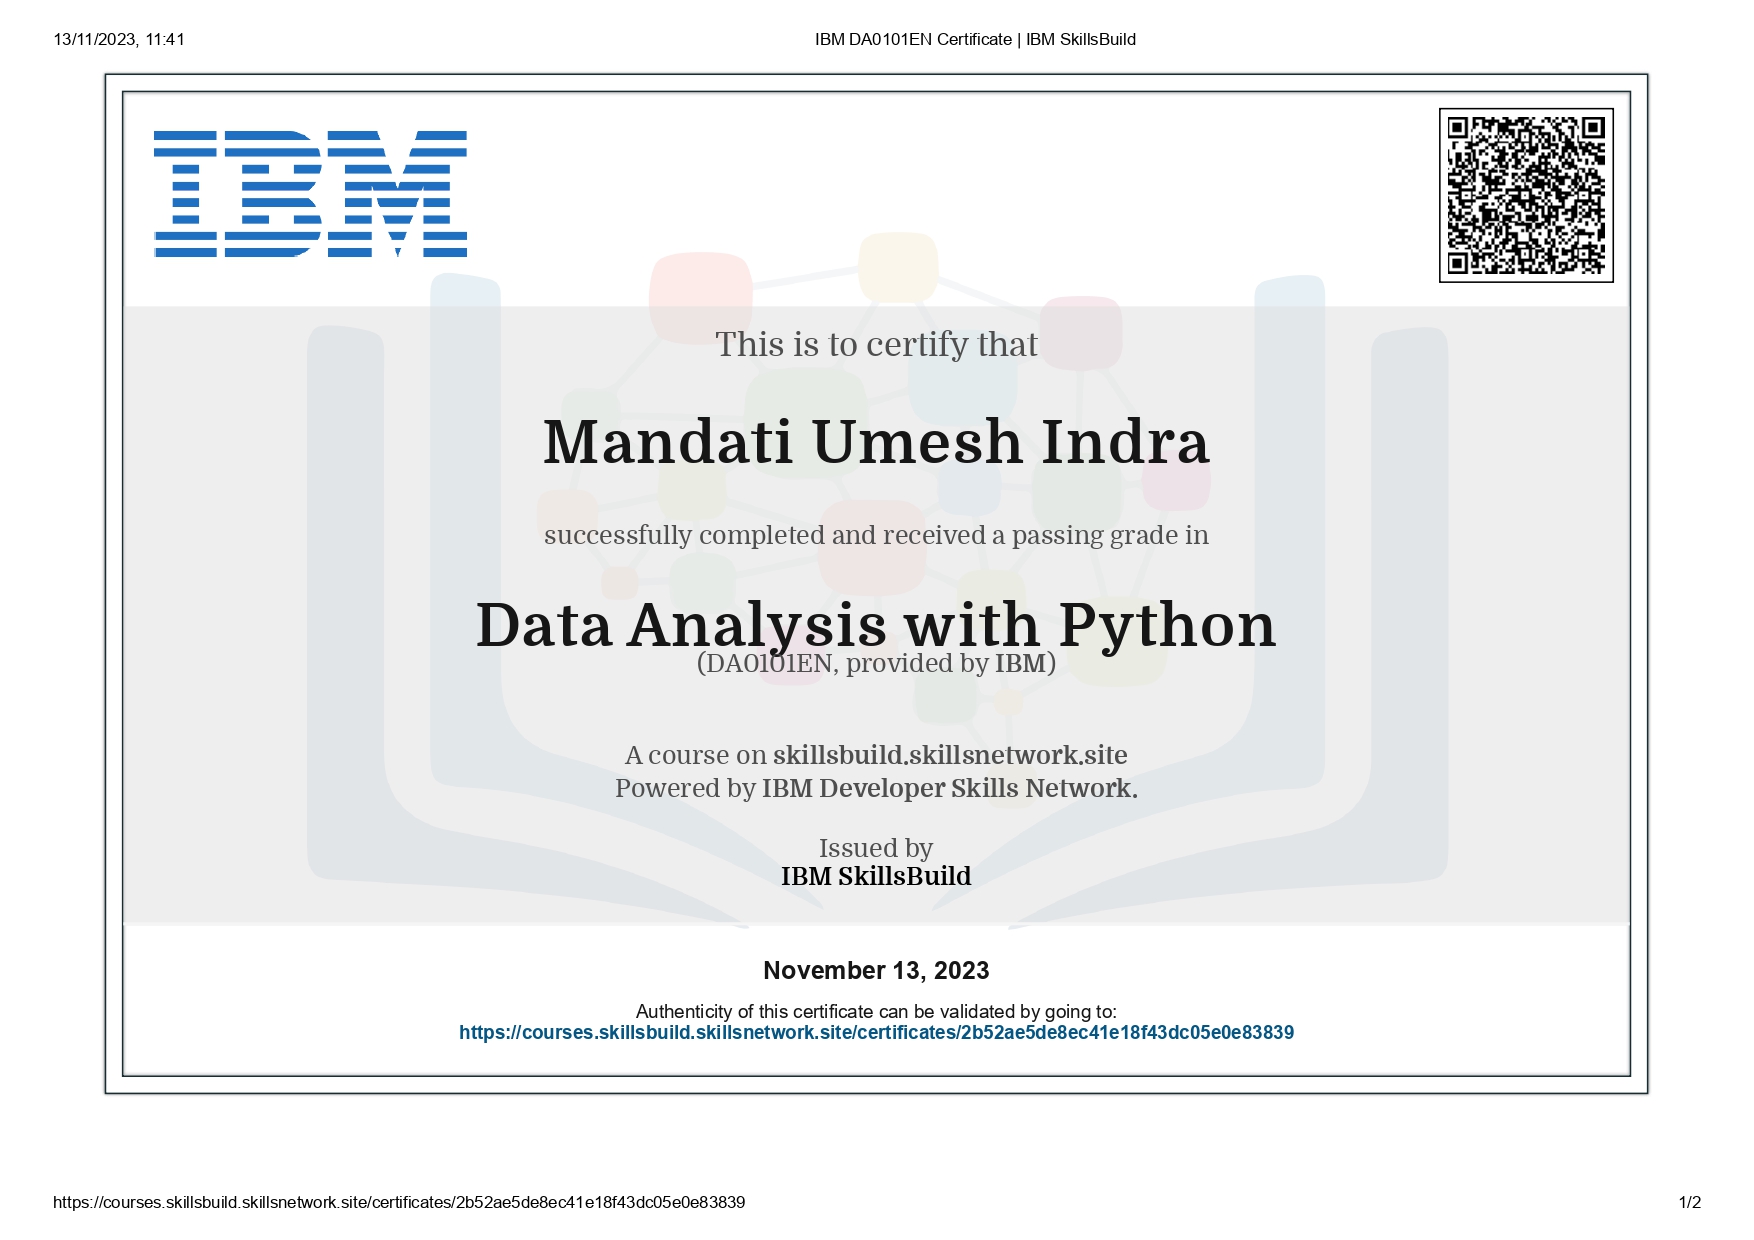 13/11/2023, 11:41
IBM DA0101EN Certificate | IBM SkillsBuild
IBM
This is to certify that
Mandati Umesh Indra
successfully completed and received a passing grade in
Data Analysis with Python
(DA0101EN, provided by IBM)
A course on skillsbuild.skillsnetwork.site
Powered by IBM Developer Skills Network.
Issued by
IBM SkillsBuild
November 13, 2023
Authenticity of this certificate can be validated by going to:
https://courses.skillsbuild.skillsnetwork.site/certificates/2b52ae5de8ec41e18f43dc05e0e83839
https://courses.skillsbuild.skillsnetwork.site/certificates/2b52ae5de8ec41e18f43dc05e0e83839
1/2